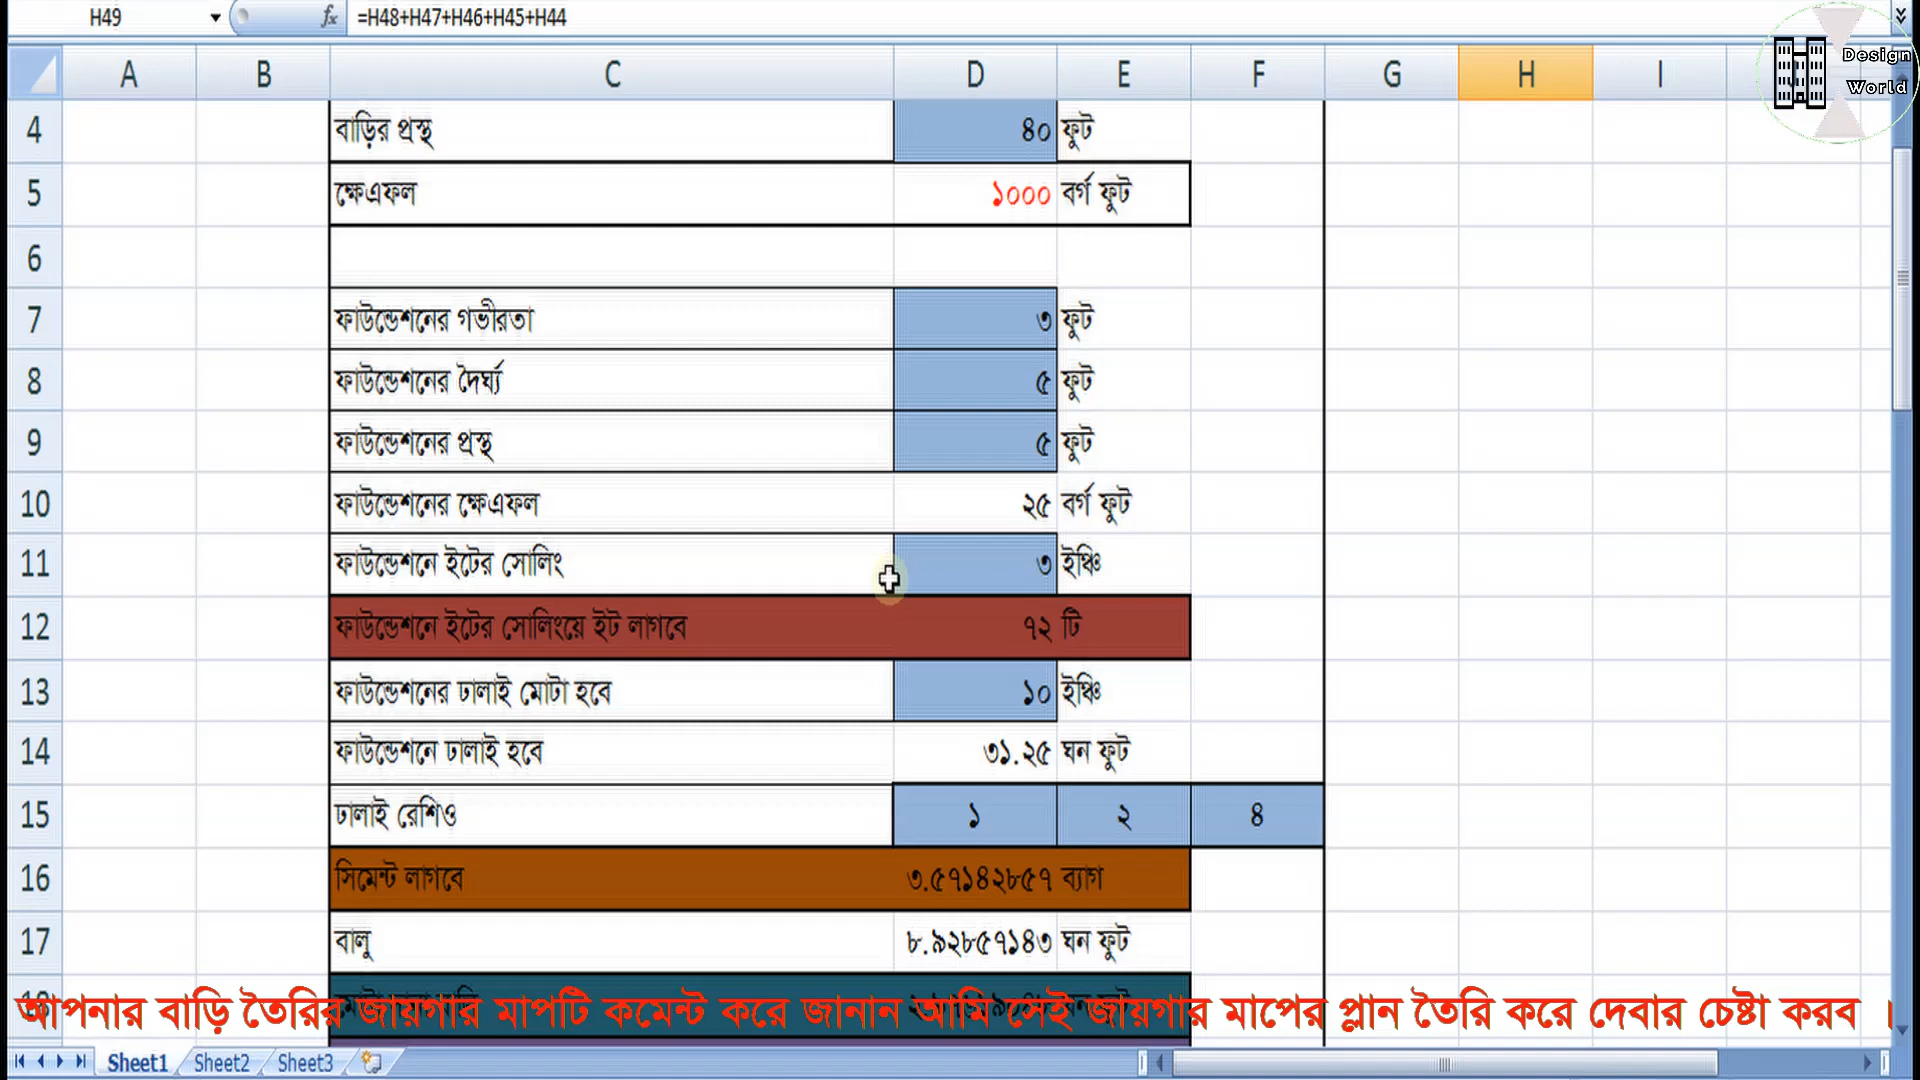 H49 fx =H48+H47+H46+H45+H44
A B C D E F G H I
Design
World
4 বাড়ির প্রস্থ ৪০ ফুট
5 ক্ষেএফল ১০০০ বর্গ ফুট
6
7 ফাউন্ডেশনের গভীরতা ৩ ফুট
8 ফাউন্ডেশনের দৈর্ঘ্য ৫ ফুট
9 ফাউন্ডেশনের প্রস্থ ৫ ফুট
10 ফাউন্ডেশনের ক্ষেএফল ২৫ বর্গ ফুট
11 ফাউন্ডেশনে ইটের সোলিং ৩ ইঞ্চি
12 ফাউন্ডেশনে ইটের সোলিংয়ে ইট লাগবে ৭২ টি
13 ফাউন্ডেশনের ঢালাই মোটা হবে ১০ ইঞ্চি
14 ফাউন্ডেশনে ঢালাই হবে ৩১.২৫ ঘন ফুট
15 ঢালাই রেশিও ১ ২ ৪
16 সিমেন্ট লাগবে ৩.৫৭১৪২৮৫৭ ব্যাগ
17 বালু ৮.৯২৮৫৭১৪৩ ঘন ফুট
আপনার বাড়ি তৈরির জায়গার মাপটি কমেন্ট করে জানান আমি সেই জায়গার মাপের প্লান তৈরি করে দেবার চেষ্টা করব ।
Sheet1 Sheet2 Sheet3